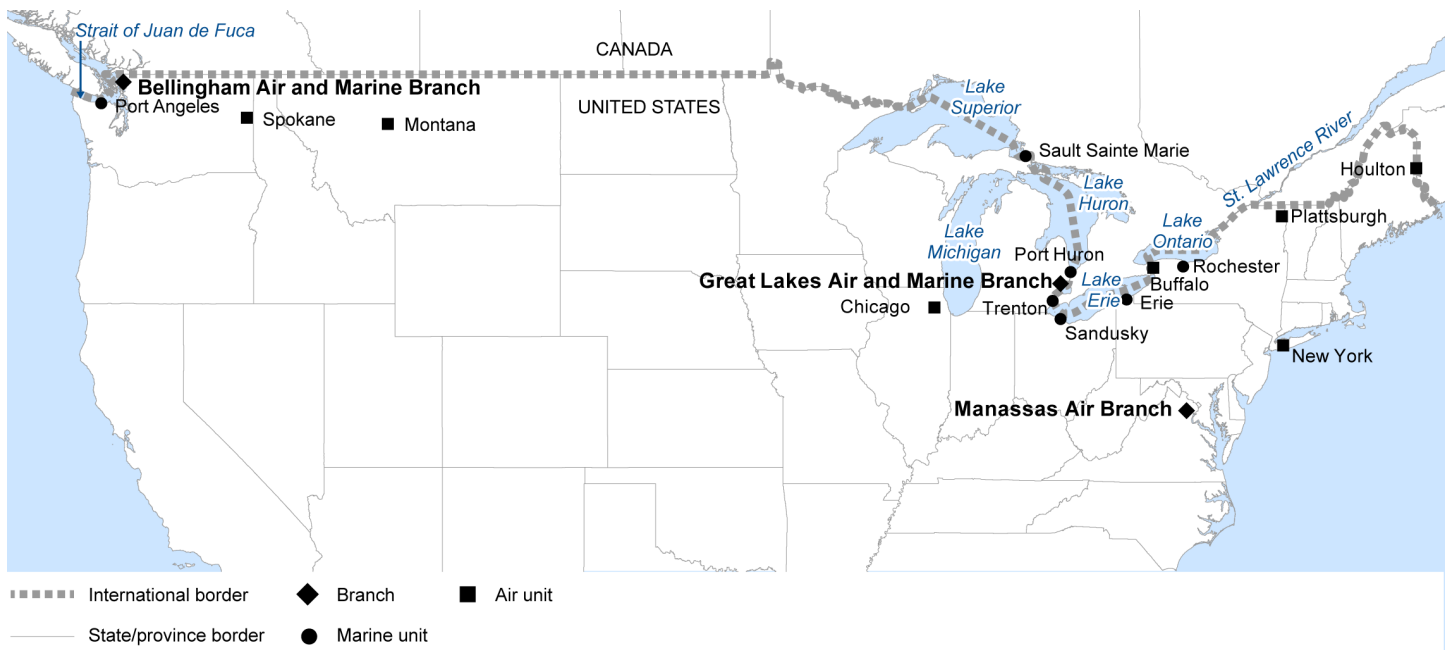 Strait of Juan de Fuca
CANADA
Bellingham Air and Marine Branch
UNITED STATES
Port Angeles
Spokane
Montana
Lake
Superior
Sault Sainte Marie
St. Lawrence River
Houlton
Lake
Huron
Plattsburgh
Lake
Ontario
Lake
Michigan
Port Huron
Rochester
Great Lakes Air and Marine Branch
Lake
Erie
Buffalo
Chicago
Trenton
Erie
Sandusky
New York
Manassas Air Branch
International border
Branch
Air unit
State/province border
Marine unit